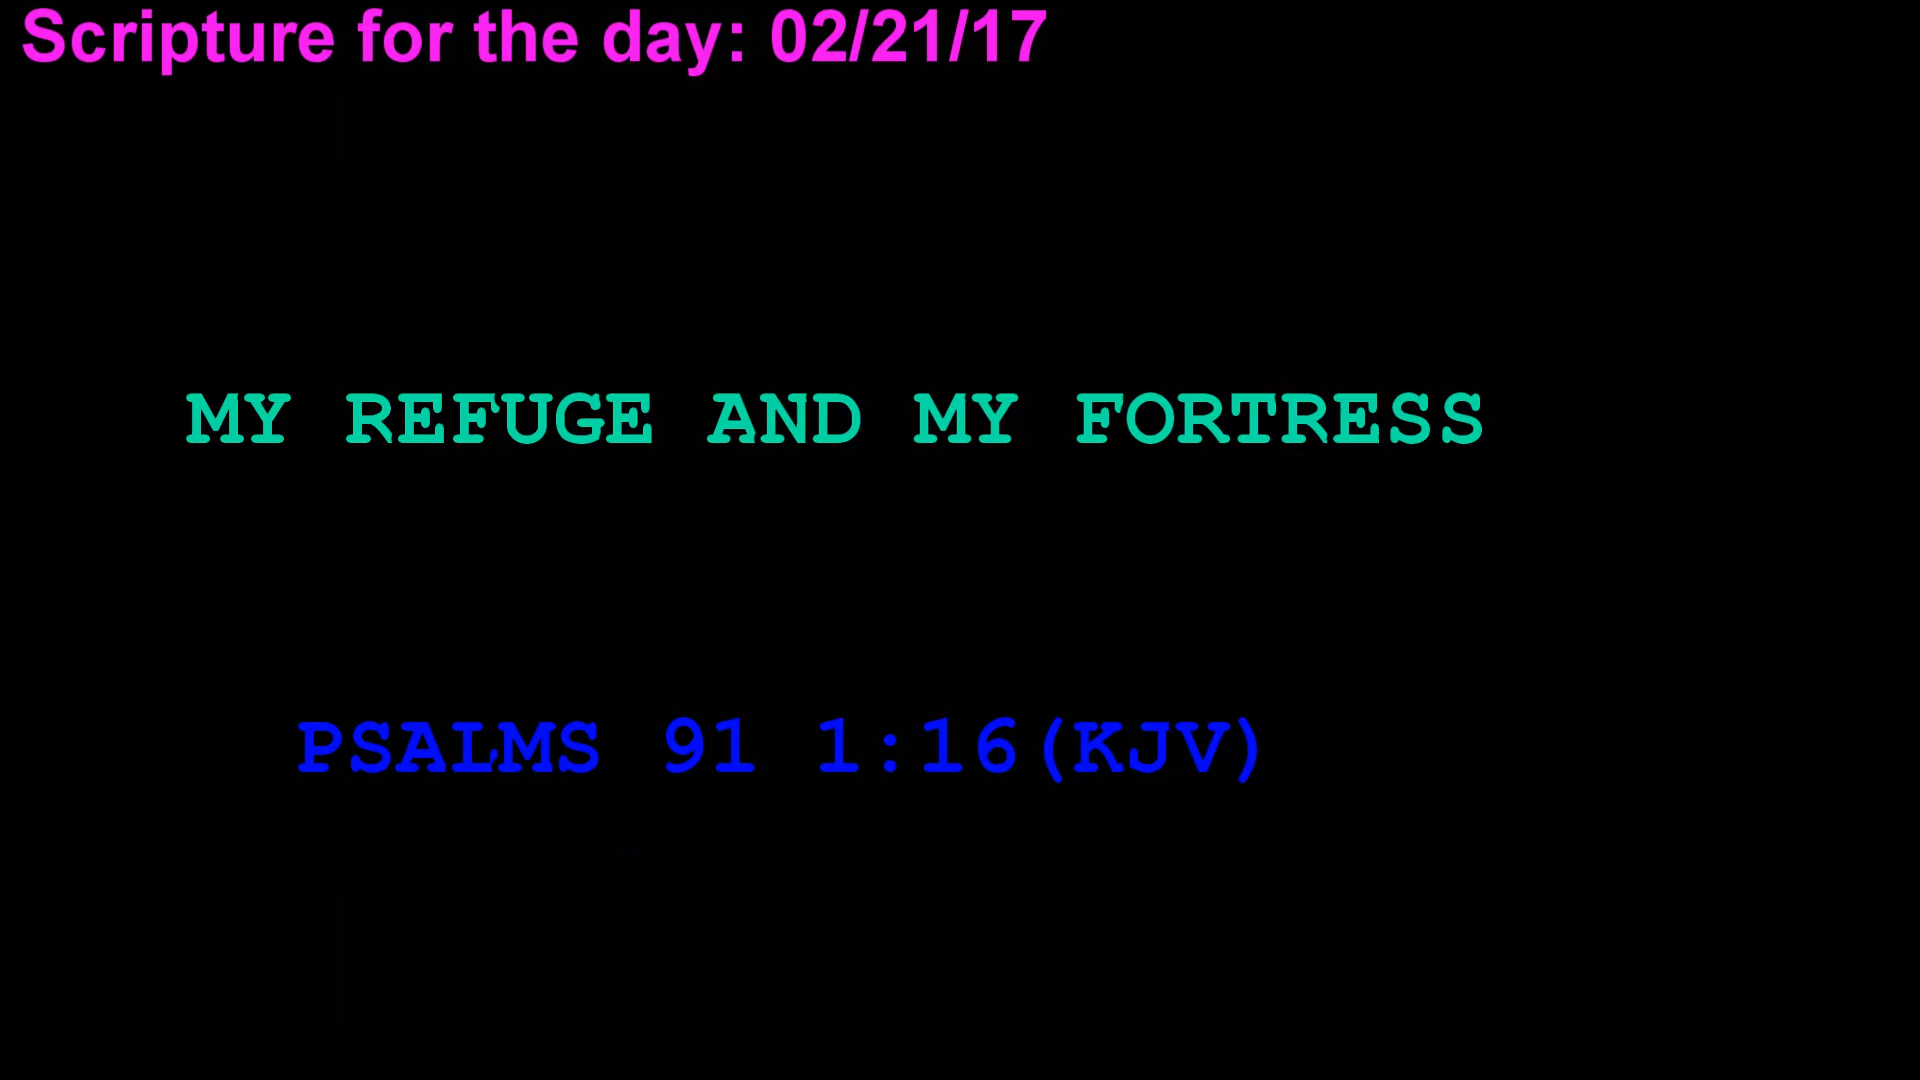 Scripture for the day: 02/21/17
MY REFUGE AND MY FORTRESS
PSALMS 91 1:16(KJV)